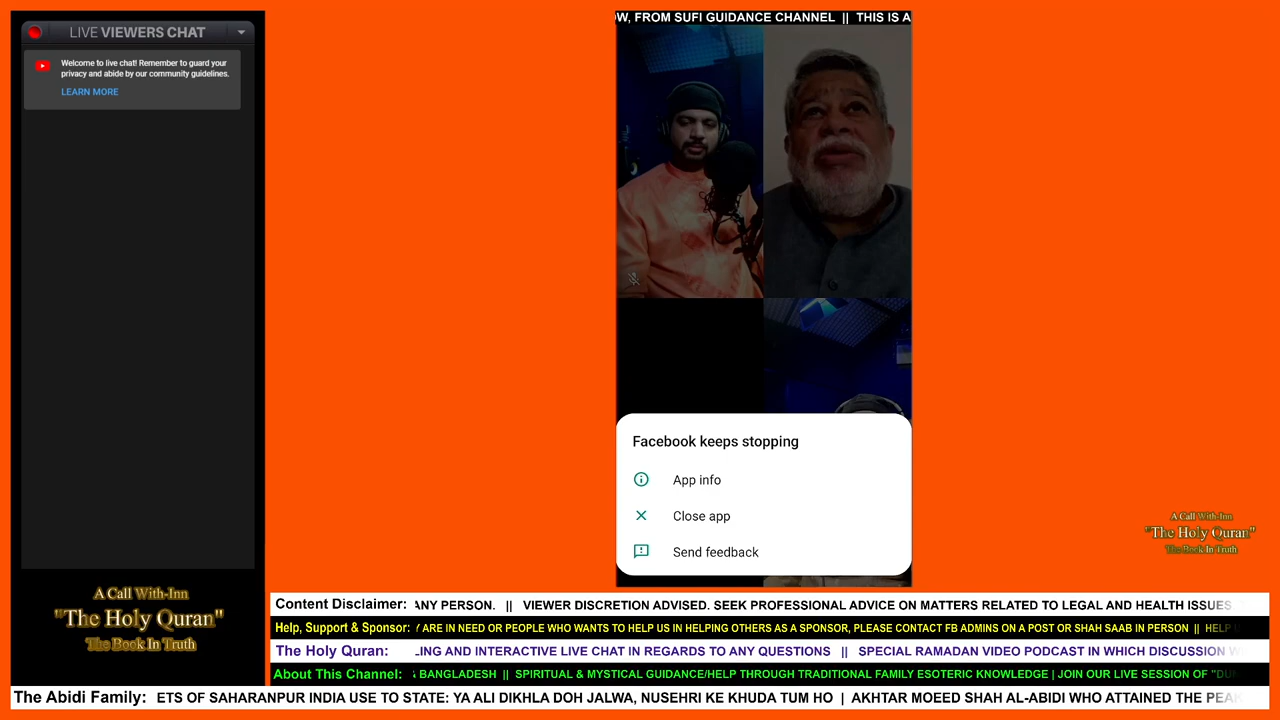 W, FROM SUFI GUIDANCE CHANNEL || THIS IS A
LIVE VIEWERS CHAT
Welcome to live chat! Remember to guard your
privacy and abide by our community guidelines.
LEARN MORE
Facebook keeps stopping
App info
Close app
Send feedback
A Call With-Inn
"The Holy Quran"
The Book In Truth
A Call With-Inn
"The Holy Quran"
The Book In Truth
Content Disclaimer: ANY PERSON. || VIEWER DISCRETION ADVISED. SEEK PROFESSIONAL ADVICE ON MATTERS RELATED TO LEGAL AND HEALTH ISSUES
Help, Support & Sponsor: ARE IN NEED OR PEOPLE WHO WANTS TO HELP US IN HELPING OTHERS AS A SPONSOR, PLEASE CONTACT FB ADMINS ON A POST OR SHAH SAAB IN PERSON || HELP
The Holy Quran: LING AND INTERACTIVE LIVE CHAT IN REGARDS TO ANY QUESTIONS || SPECIAL RAMADAN VIDEO PODCAST IN WHICH DISCUSSION
About This Channel: BANGLADESH || SPIRITUAL & MYSTICAL GUIDANCE/HELP THROUGH TRADITIONAL FAMILY ESOTERIC KNOWLEDGE | JOIN OUR LIVE SESSION OF
The Abidi Family: ETS OF SAHARANPUR INDIA USE TO STATE: YA ALI DIKHLA DOH JALWA, NUSEHRI KE KHUDA TUM HO | AKHTAR MOEED SHAH AL-ABIDI WHO ATTAINED THE PEAK